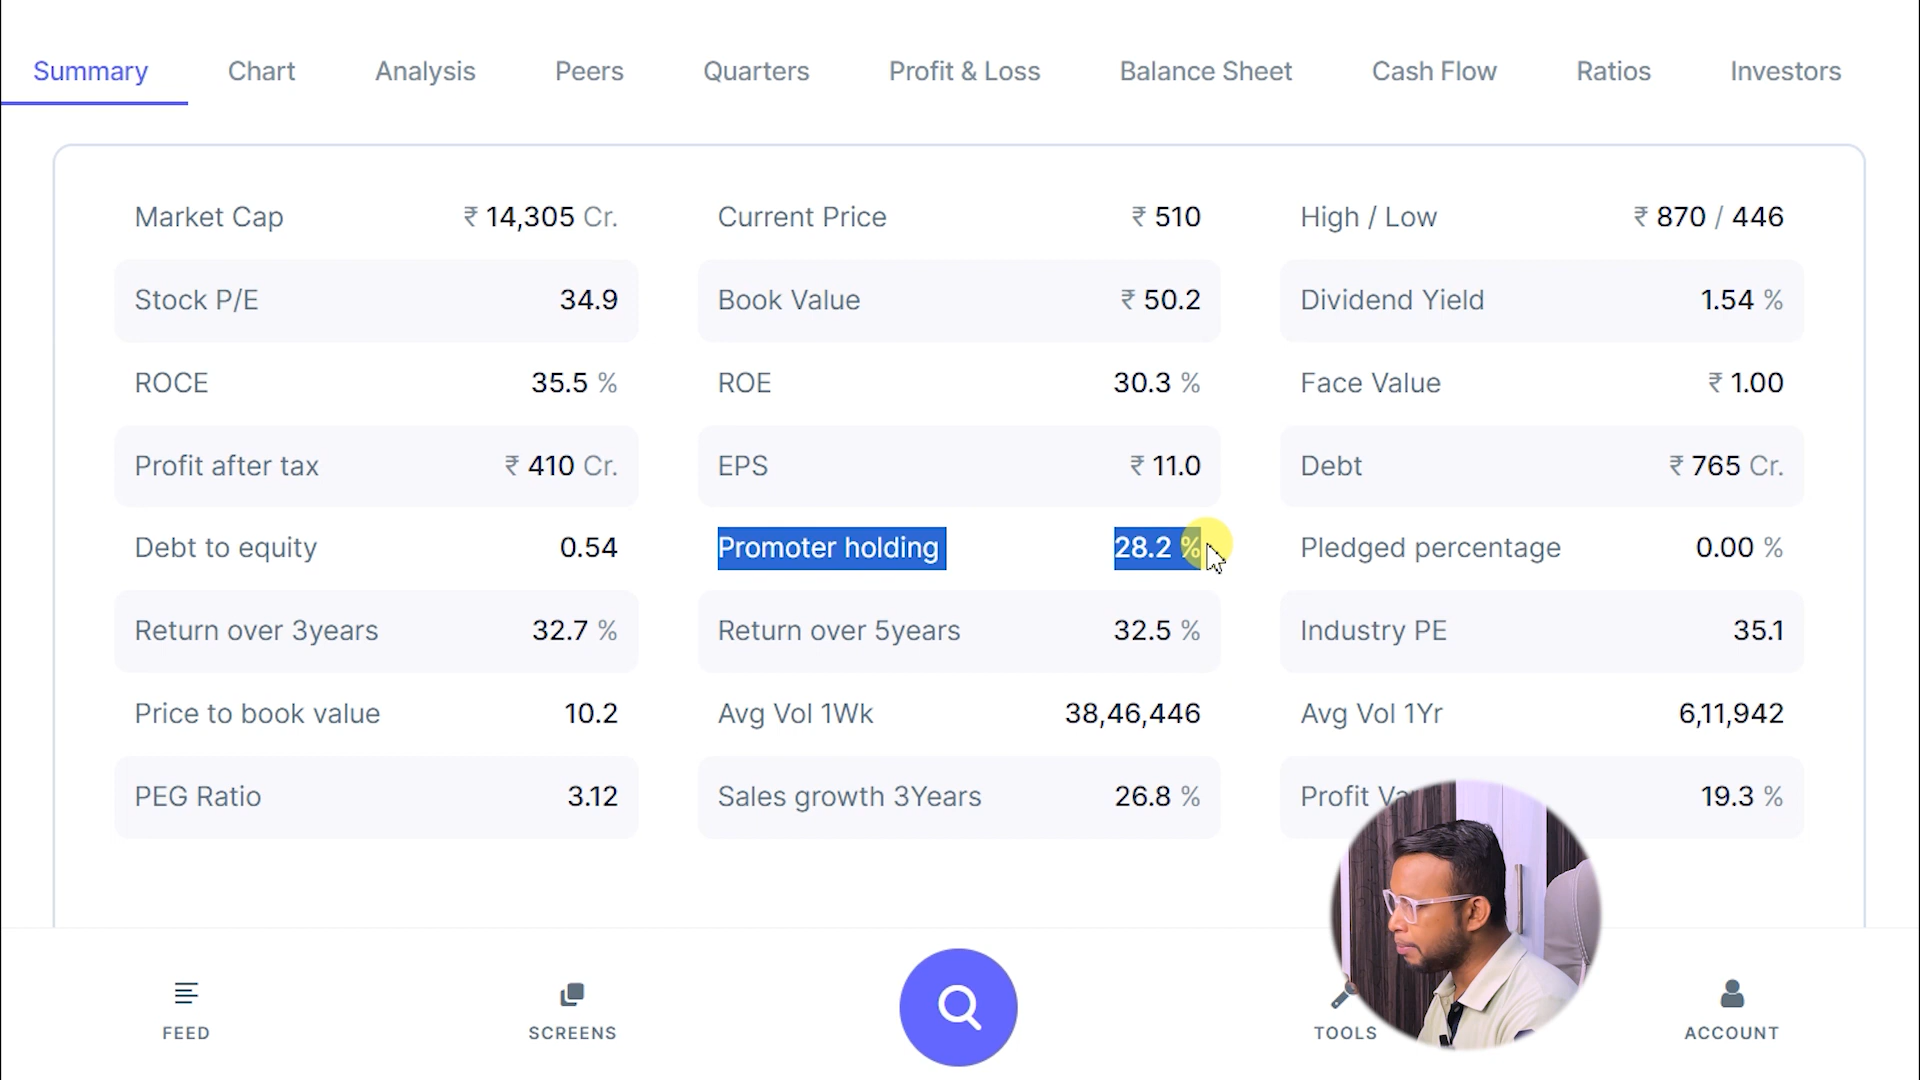 Summary Chart Analysis Peers Quarters Profit & Loss Balance Sheet Cash Flow Ratios Investors
Market Cap ₹ 14,305 Cr. Current Price ₹ 510 High / Low ₹ 870 / 446
Stock P/E 34.9 Book Value ₹ 50.2 Dividend Yield 1.54 %
ROCE 35.5 % ROE 30.3 % Face Value ₹ 1.00
Profit after tax ₹ 410 Cr. EPS ₹ 11.0 Debt ₹ 765 Cr.
Debt to equity 0.54 Promoter holding 28.2 % Pledged percentage 0.00 %
Return over 3years 32.7 % Return over 5years 32.5 % Industry PE 35.1
Price to book value 10.2 Avg Vol 1Wk 38,46,446 Avg Vol 1Yr 6,11,942
PEG Ratio 3.12 Sales growth 3Years 26.8 % Profit 19.3 %
FEED SCREENS TOOLS ACCOUNT